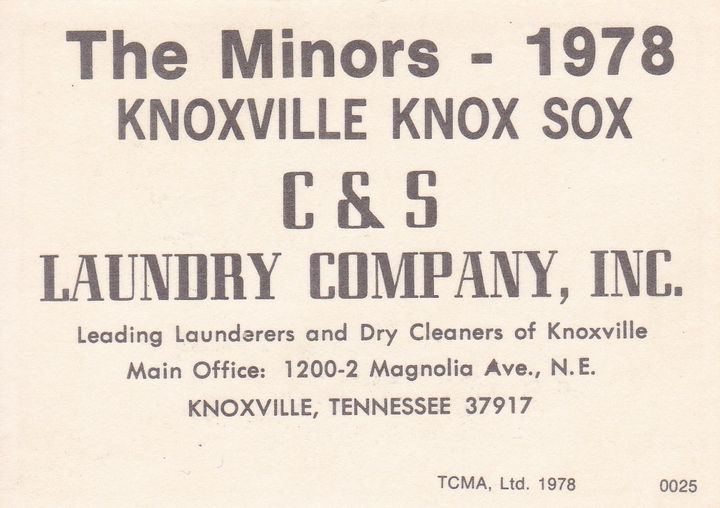 The Minors - 1978
KNOXVILLE KNOX SOX
C & S
LAUNDRY COMPANY, INC.
Leading Launderers and Dry Cleaners of Knoxville
Main Office: 1200-2 Magnolia Ave., N.E.
KNOXVILLE, TENNESSEE 37917
TCMA, Ltd. 1978 0025